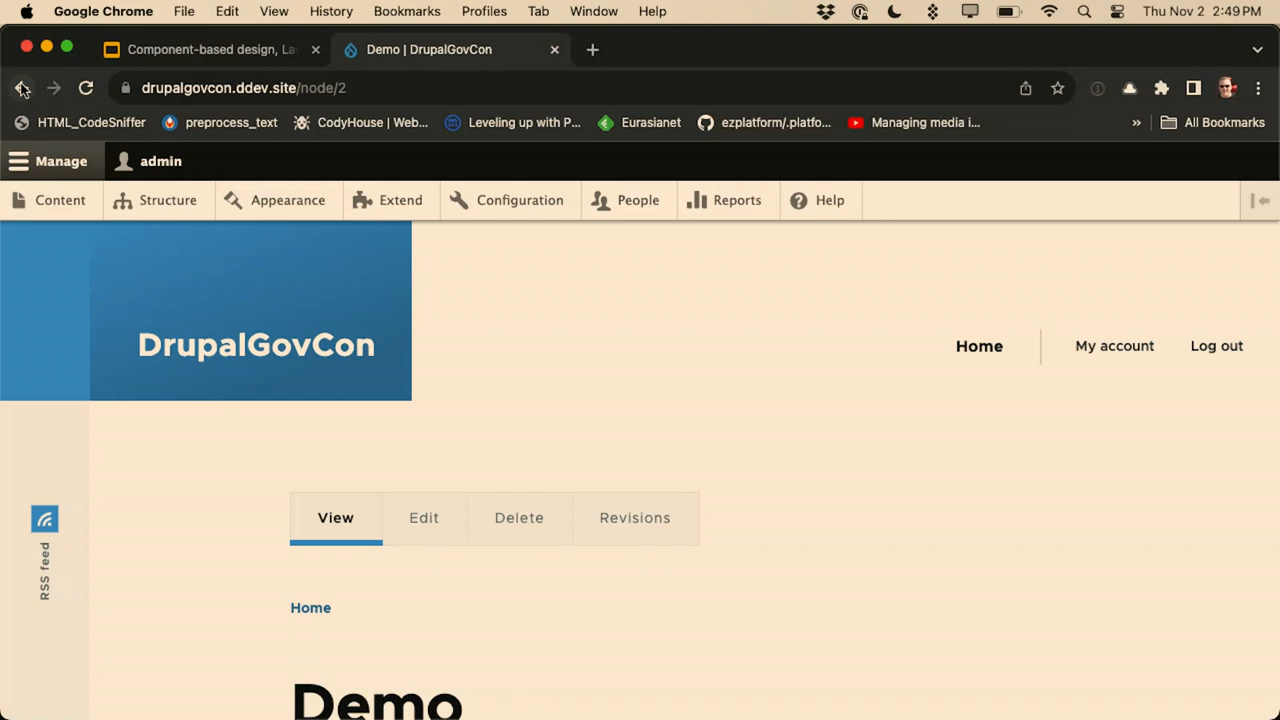 Google Chrome File Edit View History Bookmarks Profiles Tab Window Help Thu Nov 2 2:49 PM
Component-based design, La
Demo | DrupalGovCon
drupalgovcon.ddev.site/node/2
HTML_CodeSniffer preprocess_text CodyHouse | Web... Leveling up with P... Eurasianet ezplatform/.platfo... Managing media i... » All Bookmarks
Manage admin
Content Structure Appearance Extend Configuration People Reports Help
DrupalGovCon
Home My account Log out
View Edit Delete Revisions
RSS feed
Home
Demo